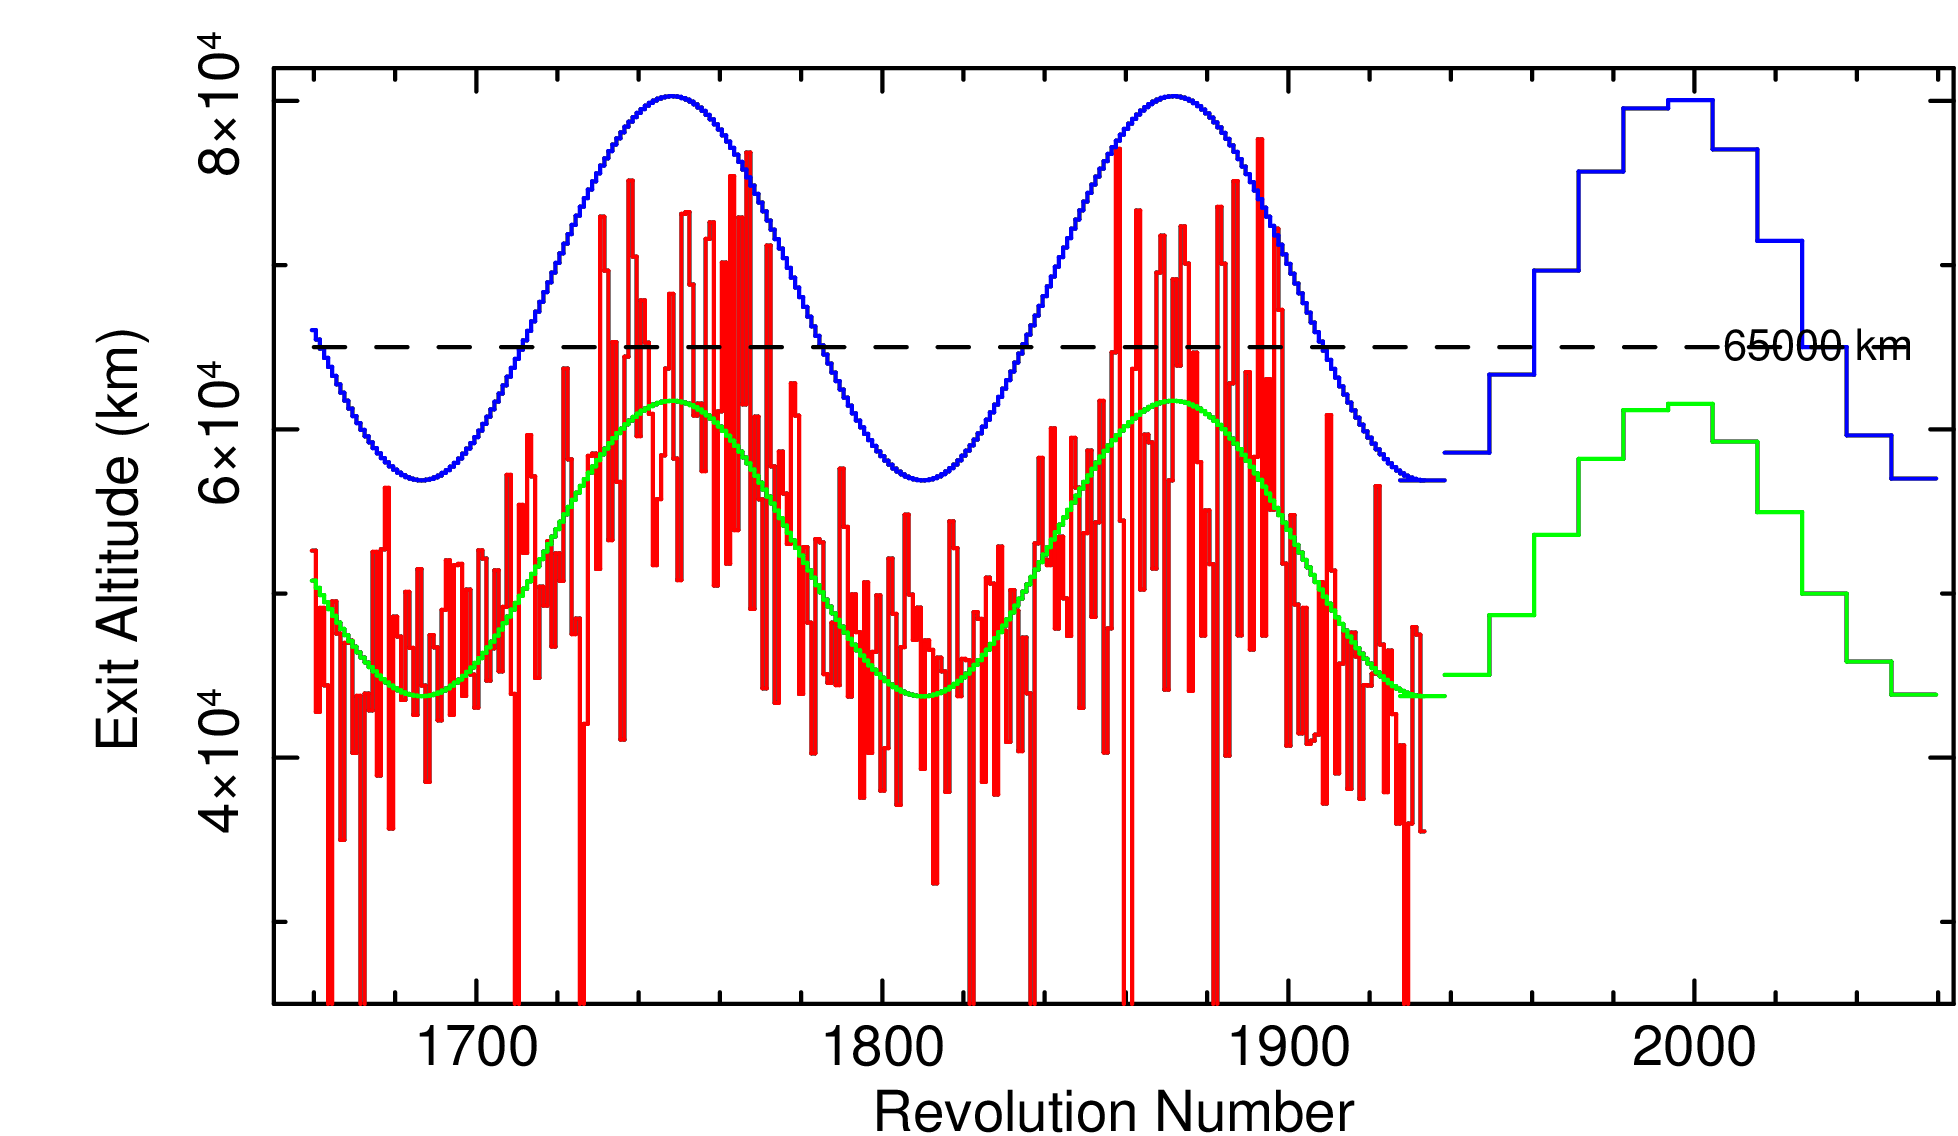 8×10⁴
6×10⁴
4×10⁴
Exit Altitude (km)
65000 km
1700 1800 1900 2000
Revolution Number